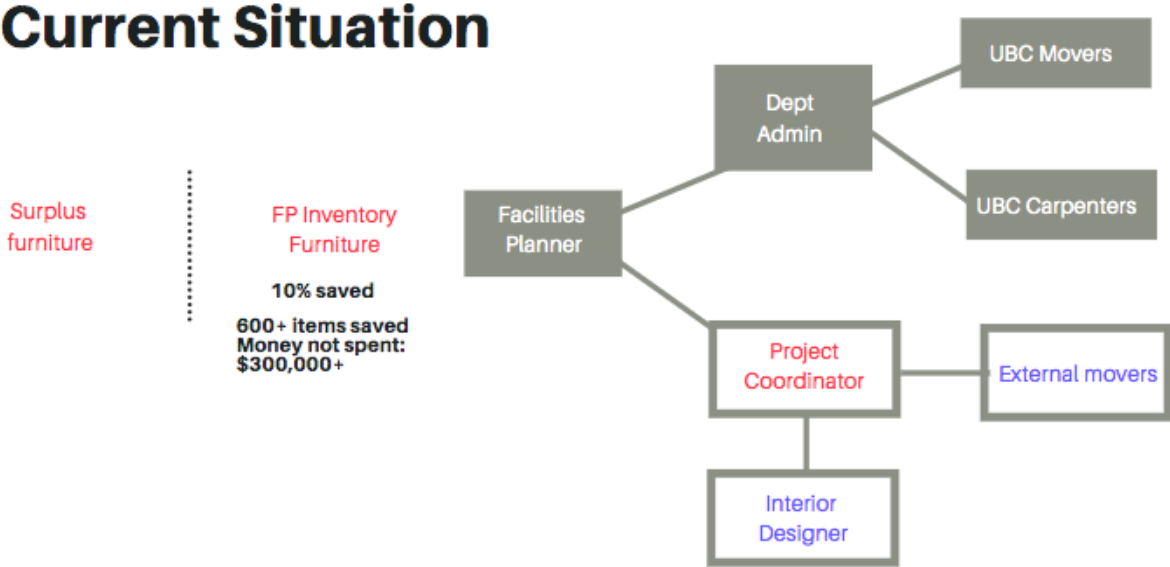 Current Situation
Surplus
furniture
FP Inventory
Furniture
10% saved
600+ items saved
Money not spent:
$300,000+
Facilities
Planner
Dept
Admin
UBC Movers
UBC Carpenters
Project
Coordinator
External movers
Interior
Designer